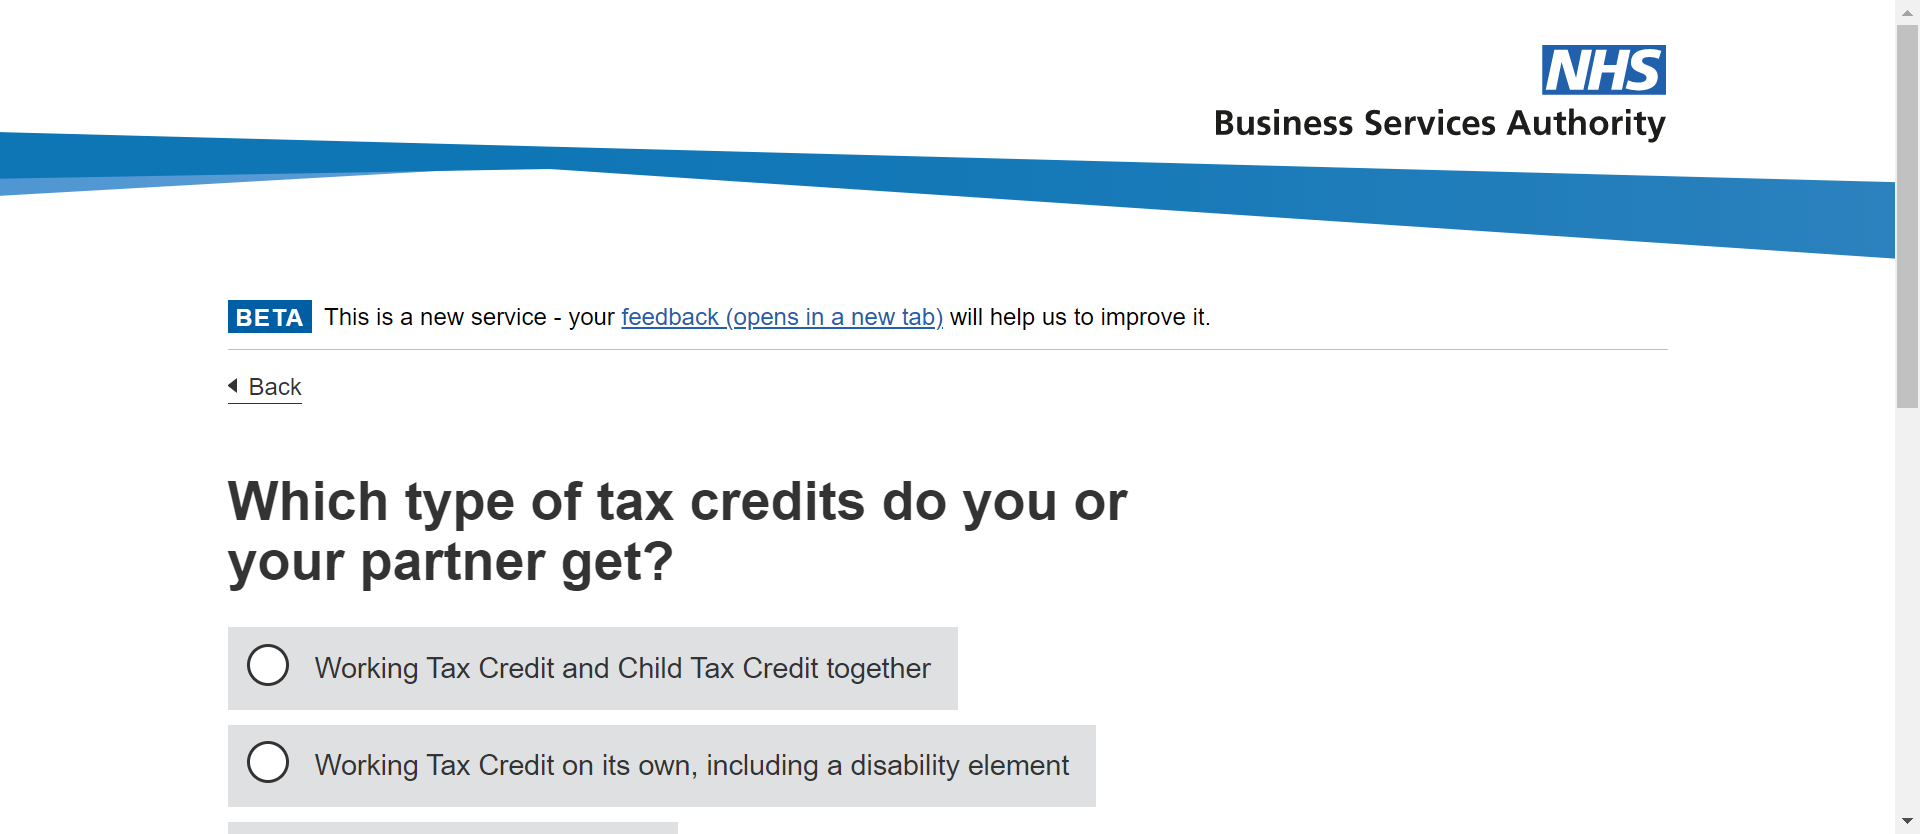 NHS
Business Services Authority
BETA This is a new service - your feedback (opens in a new tab) will help us to improve it.
Back
Which type of tax credits do you or
your partner get?
Working Tax Credit and Child Tax Credit together
Working Tax Credit on its own, including a disability element